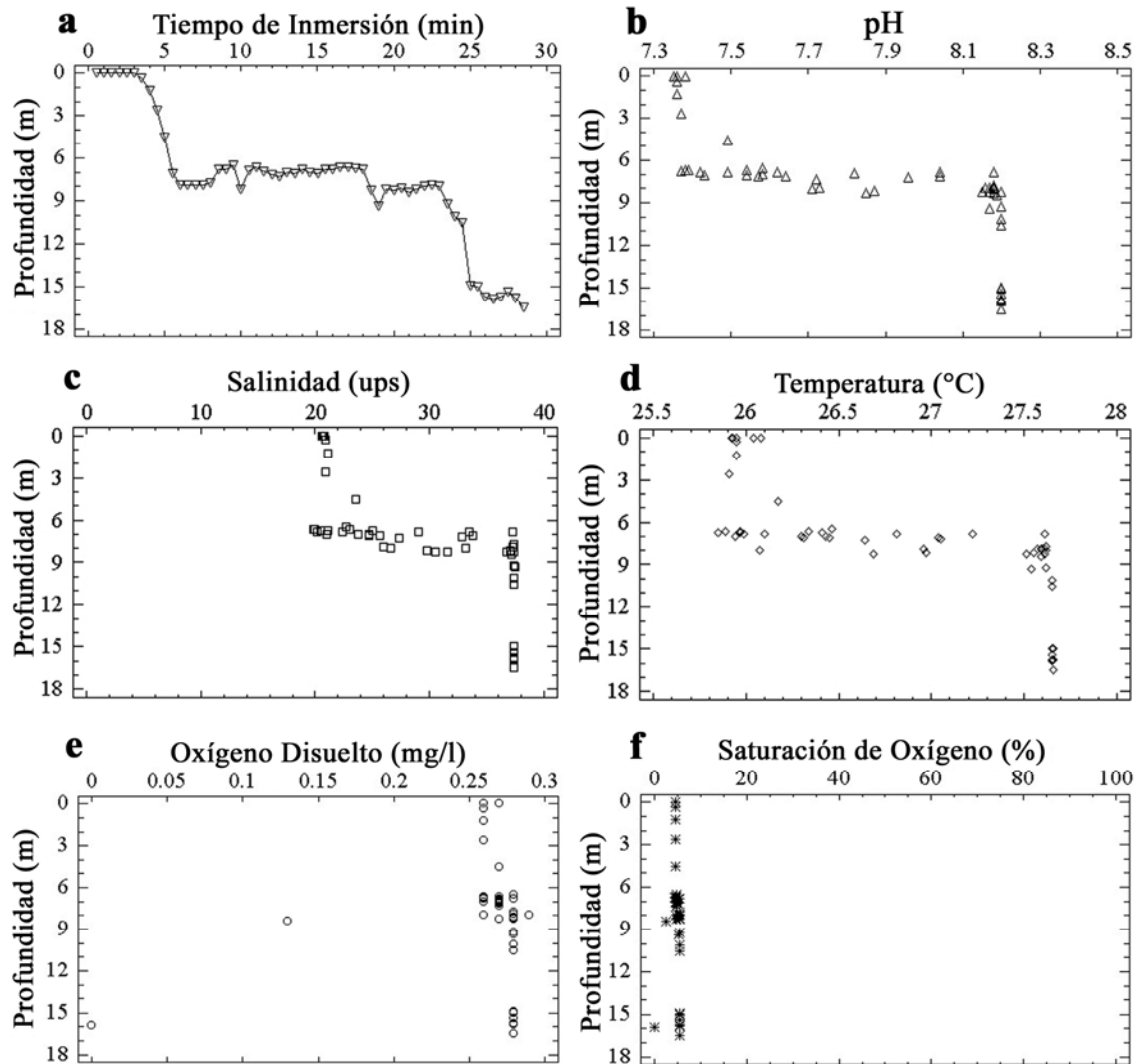 a
Tiempo de Inmersión (min)
0 5 10 15 20 25 30
Profundidad (m)
0
3
6
9
12
15
18
b
pH
7.3 7.5 7.7 7.9 8.1 8.3 8.5
Profundidad (m)
0
3
6
9
12
15
18
c
Salinidad (ups)
0 10 20 30 40
Profundidad (m)
0
3
6
9
12
15
18
d
Temperatura (°C)
25.5 26 26.5 27 27.5 28
Profundidad (m)
0
3
6
9
12
15
18
e
Oxígeno Disuelto (mg/l)
0 0.05 0.1 0.15 0.2 0.25 0.3
Profundidad (m)
0
3
6
9
12
15
18
f
Saturación de Oxígeno (%)
0 20 40 60 80 100
Profundidad (m)
0
3
6
9
12
15
18